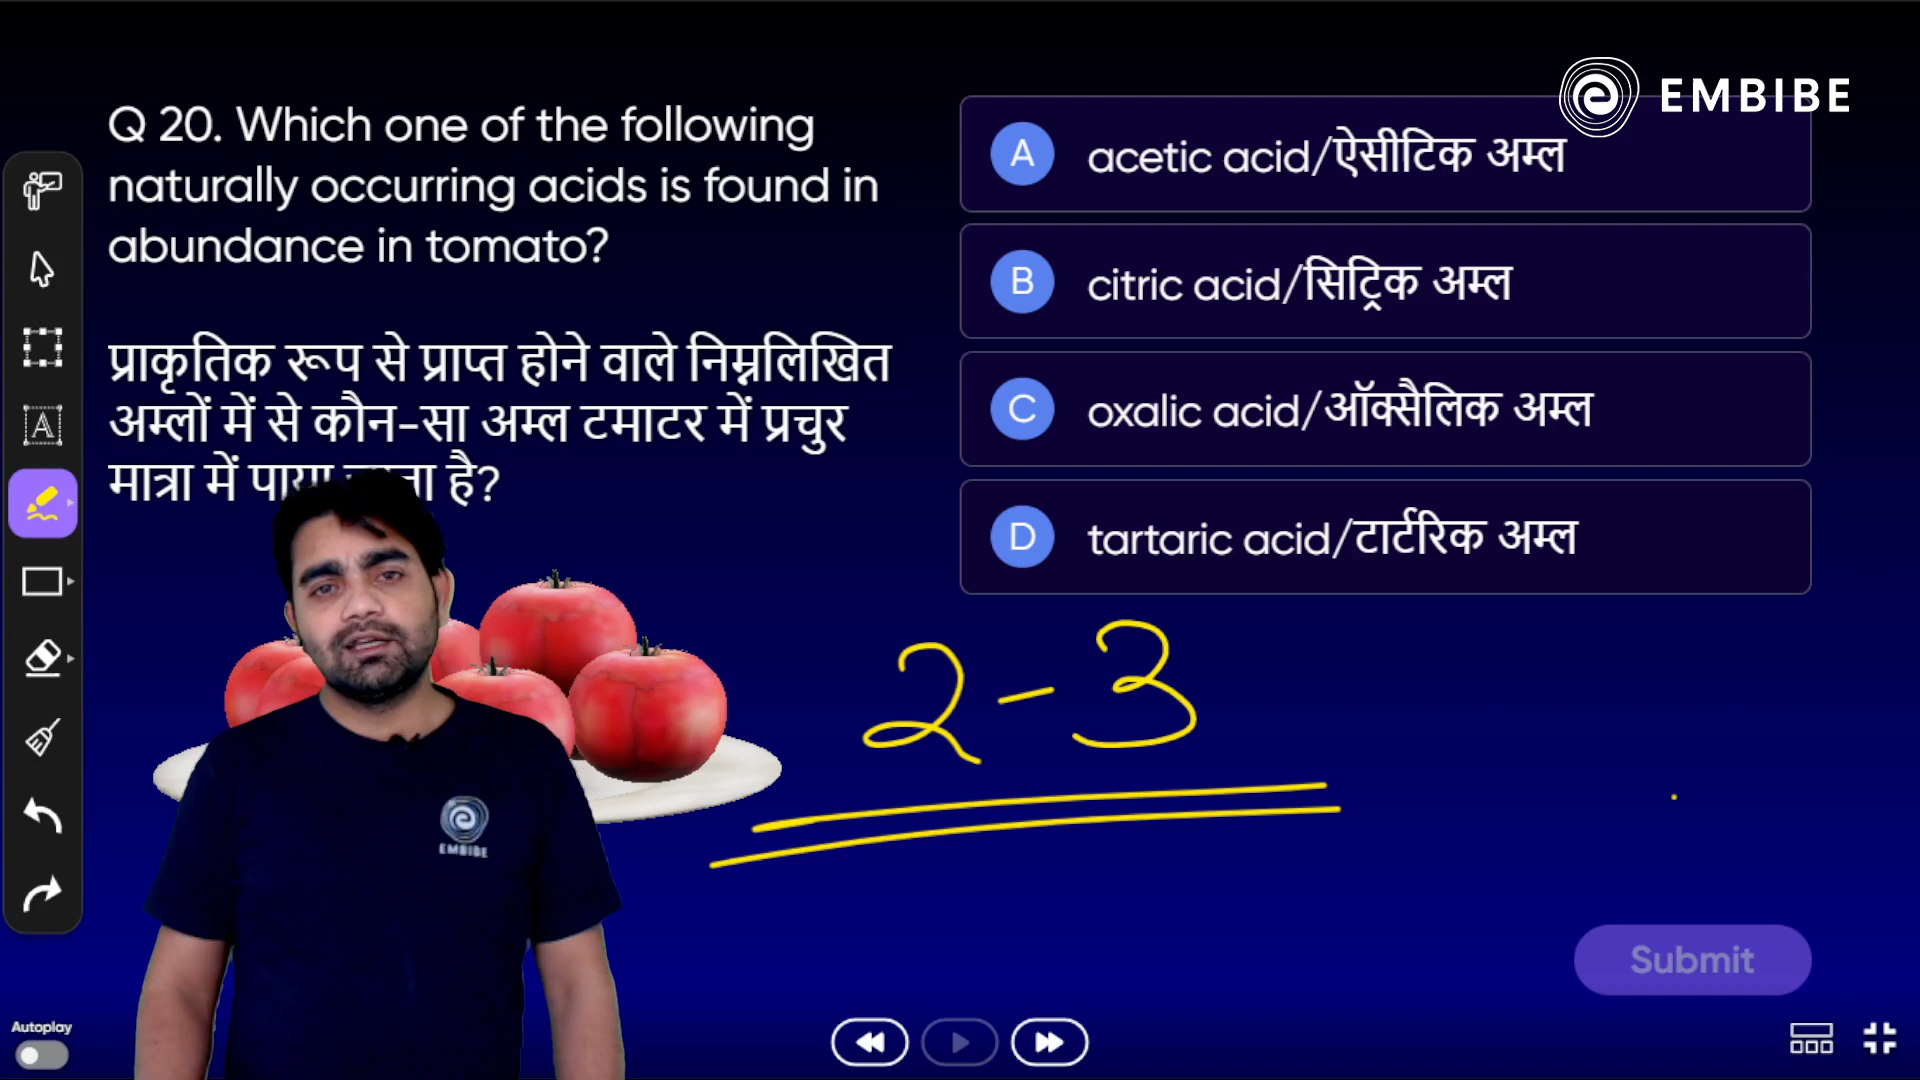 EMBIBE
Q 20. Which one of the following
naturally occurring acids is found in
abundance in tomato?
प्राकृतिक रूप से प्राप्त होने वाले निम्नलिखित
अम्लों में से कौन-सा अम्ल टमाटर में प्रचुर
मात्रा में है?
A acetic acid/ऐसीटिक अम्ल
B citric acid/सिट्रिक अम्ल
C oxalic acid/ऑक्सैलिक अम्ल
D tartaric acid/टार्टरिक अम्ल
2-3
EMBIBE
Submit
Autoplay
A